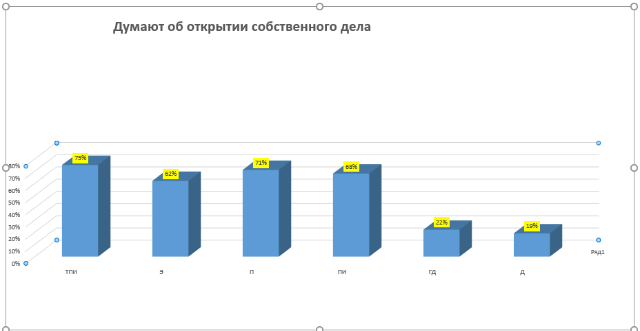 Думают об открытии собственного дела
75%
62%
71%
68%
22%
19%
80%
70%
60%
50%
40%
30%
20%
10%
0%
РЯД1
ТПИ
Э
П
ПИ
ГД
Д